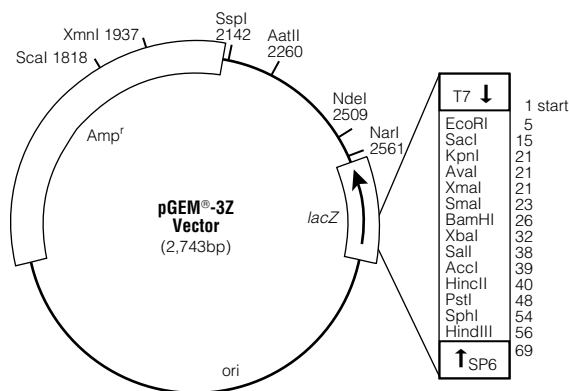 XmnI 1937
ScaI 1818
SspI
2142
AatII
2260
NdeI
2509
NarI
2561
Ampʳ
pGEM®-3Z
Vector
(2,743bp)
lacZ
ori
T7 ↓
1 start
EcoRI 5
SacI 15
KpnI 21
AvaI 21
XmaI 21
SmaI 23
BamHI 26
XbaI 32
SalI 38
AccI 39
HincII 40
PstI 48
SphI 54
HindIII 56
69
↑ SP6